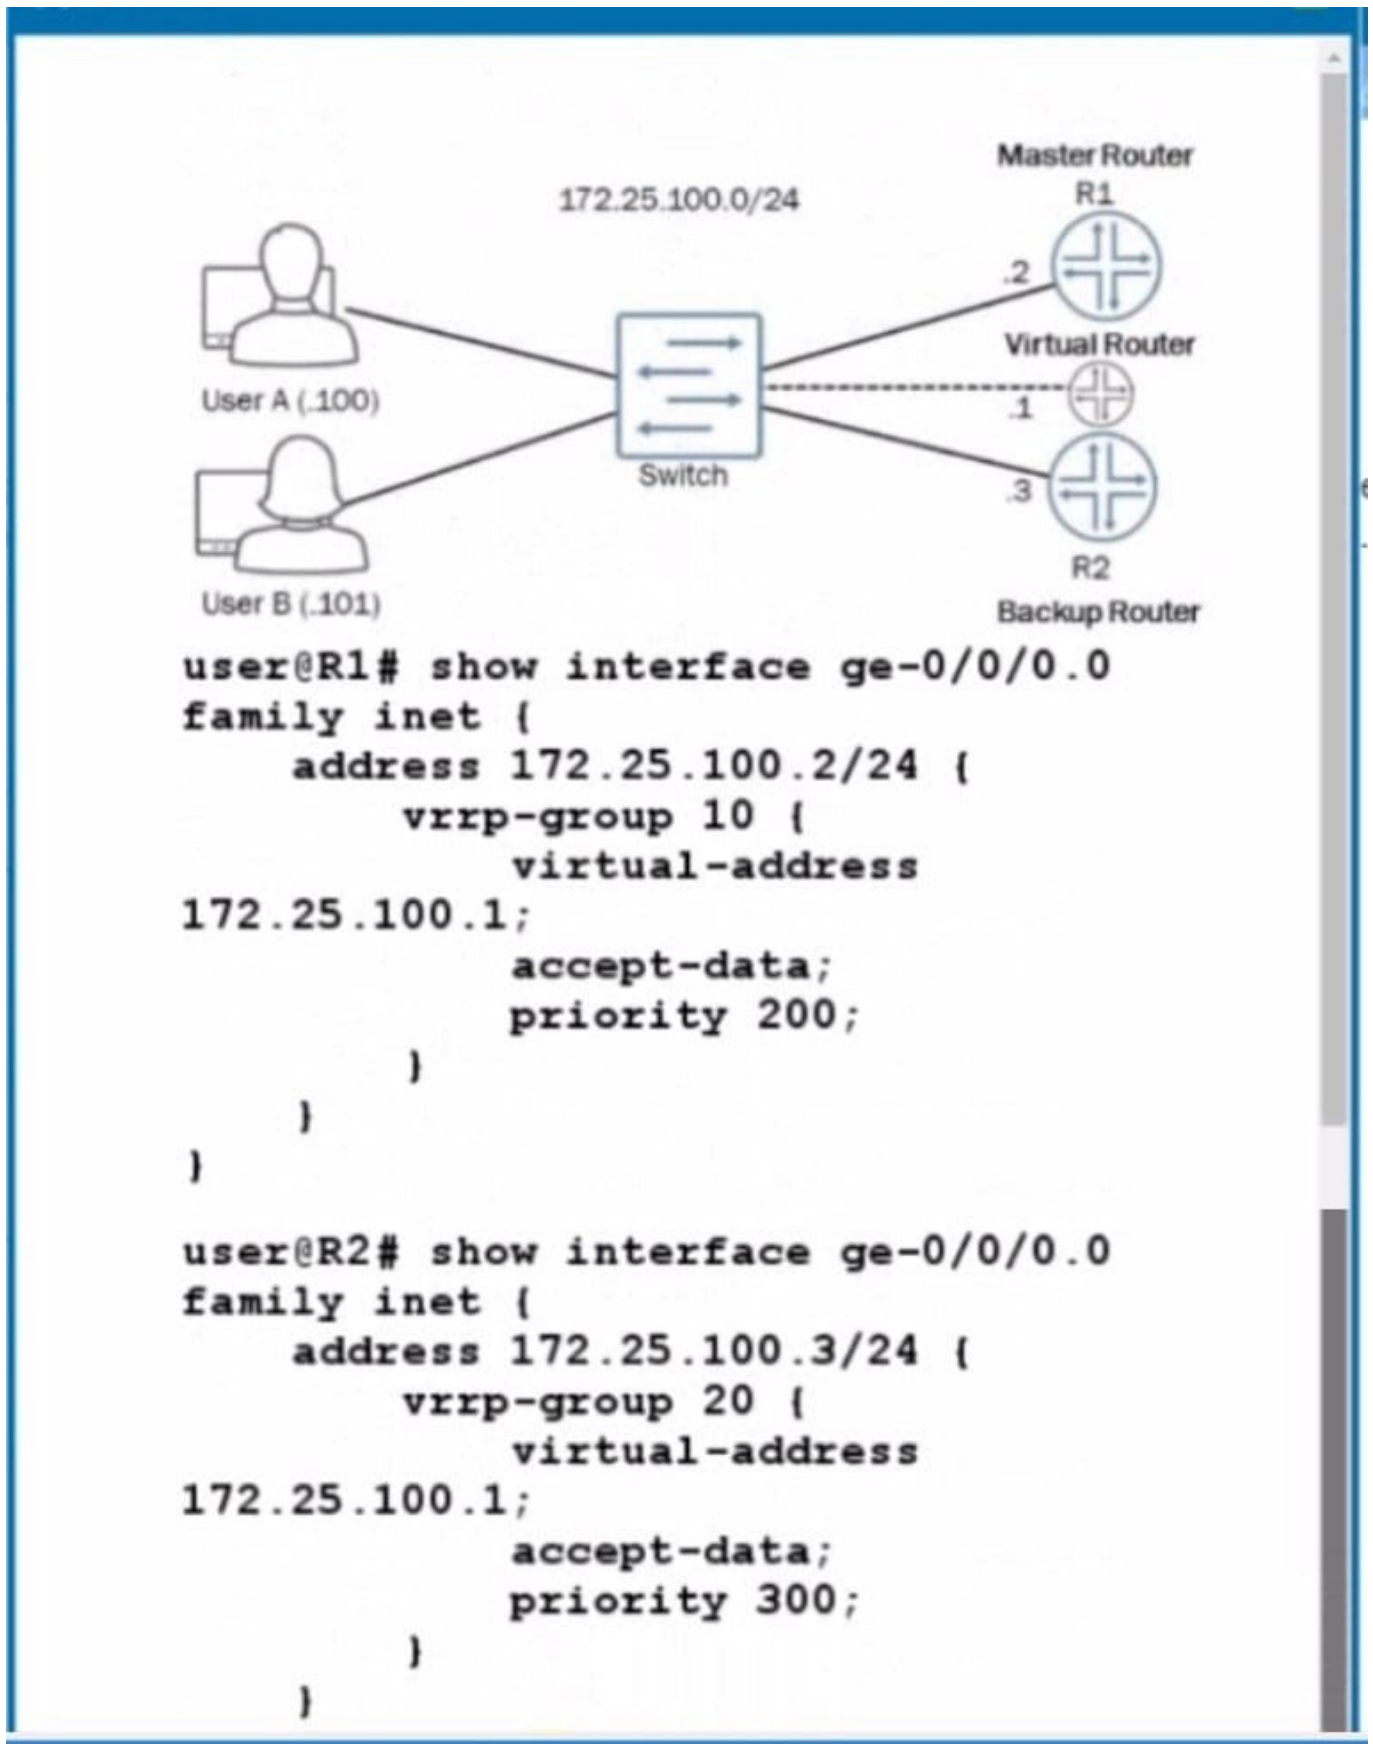 Master Router
R1
172.25.100.0/24
.2
Virtual Router
.1
User A (.100)
Switch
.3
R2
User B (.101)
Backup Router
user@R1# show interface ge-0/0/0.0
family inet {
address 172.25.100.2/24 {
vrrp-group 10 {
virtual-address
172.25.100.1;
accept-data;
priority 200;
}
}
}
user@R2# show interface ge-0/0/0.0
family inet {
address 172.25.100.3/24 {
vrrp-group 20 {
virtual-address
172.25.100.1;
accept-data;
priority 300;
}
}